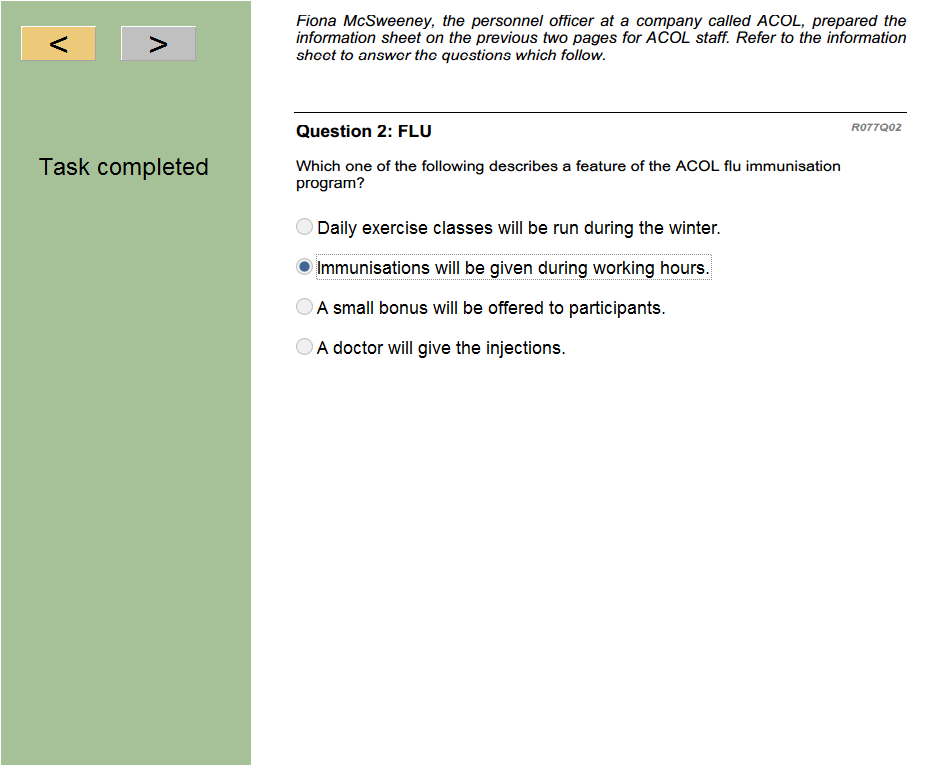 <
>
Task completed
Fiona McSweeney, the personnel officer at a company called ACOL, prepared the
information sheet on the previous two pages for ACOL staff. Refer to the information
sheet to answer the questions which follow.
Question 2: FLU
R077Q02
Which one of the following describes a feature of the ACOL flu immunisation
program?
Daily exercise classes will be run during the winter.
Immunisations will be given during working hours.
A small bonus will be offered to participants.
A doctor will give the injections.